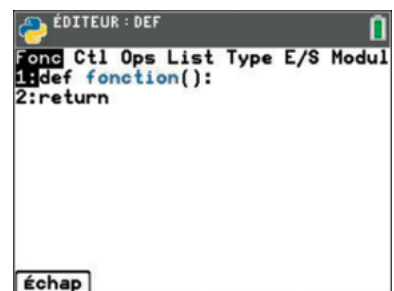 ÉDITEUR : DEF
Fonc Ctl Ops List Type E/S Modul
1:def fonction():
2:return
Échap